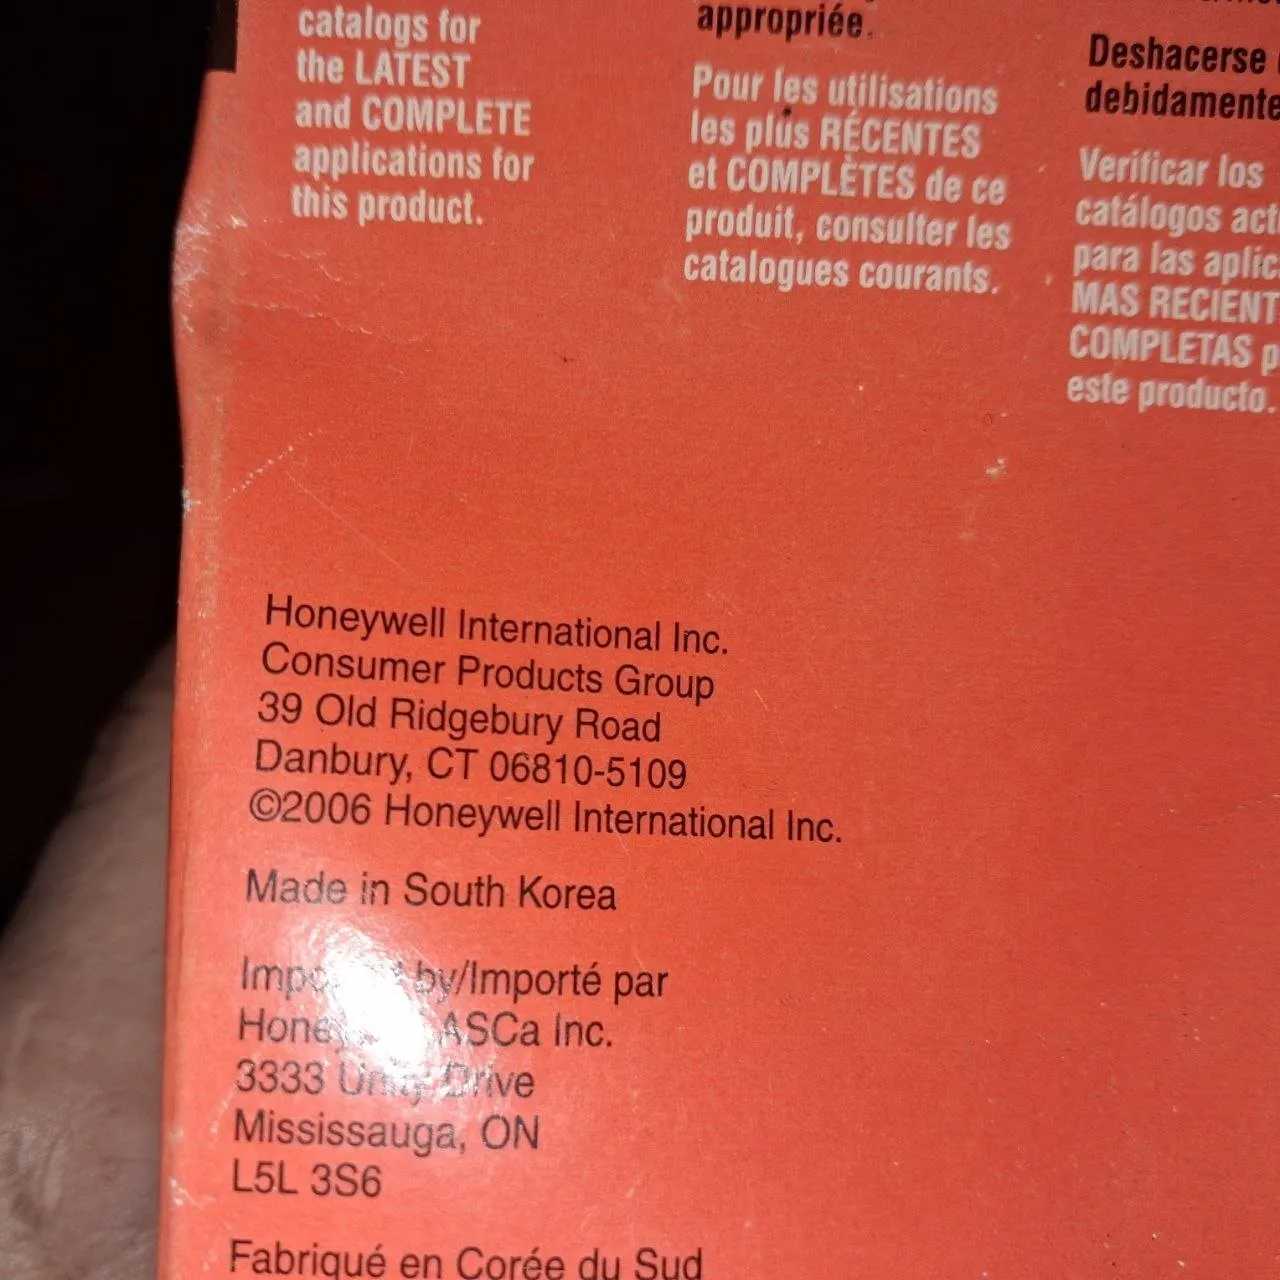 catalogs for
the LATEST
and COMPLETE
applications for
this product.
appropriée.
Pour les utilisations
les plus RÉCENTES
et COMPLÈTES de ce
produit, consulter les
catalogues courants.
Deshacerse
debidamente
Verificar los
catálogos
para las
MAS
COMPLETAS
este producto.
Honeywell International Inc.
Consumer Products Group
39 Old Ridgebury Road
Danbury, CT 06810-5109
©2006 Honeywell International Inc.
Made in South Korea
by/Importé par
ASCa Inc.
3333 Unity Drive
Mississauga, ON
L5L 3S6
Fabriqué en Corée du Sud